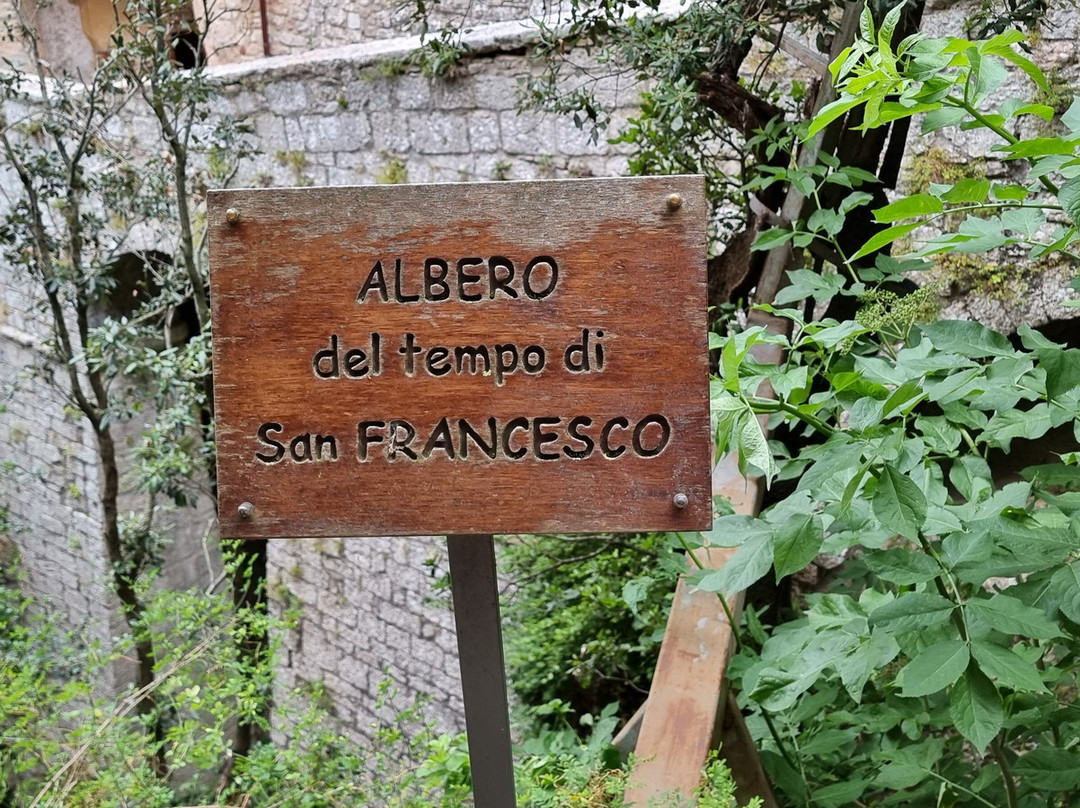 ALBERO
del tempo di
San FRANCESCO